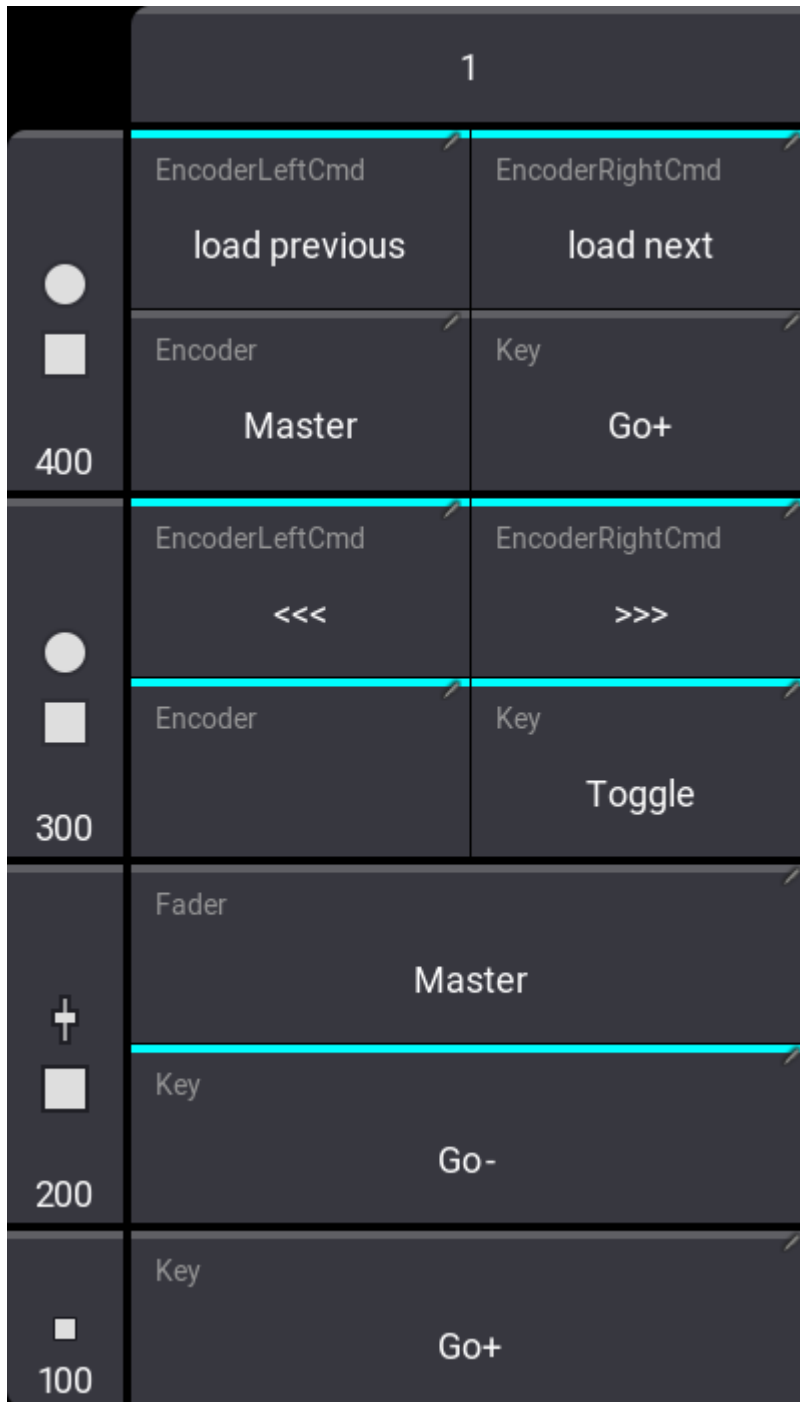 1
EncoderLeftCmd EncoderRightCmd
load previous load next
Encoder Key
Master Go+
400
EncoderLeftCmd EncoderRightCmd
<<< >>>
Encoder Key
Toggle
300
Fader
Master
Key
Go-
200
Key
Go+
100